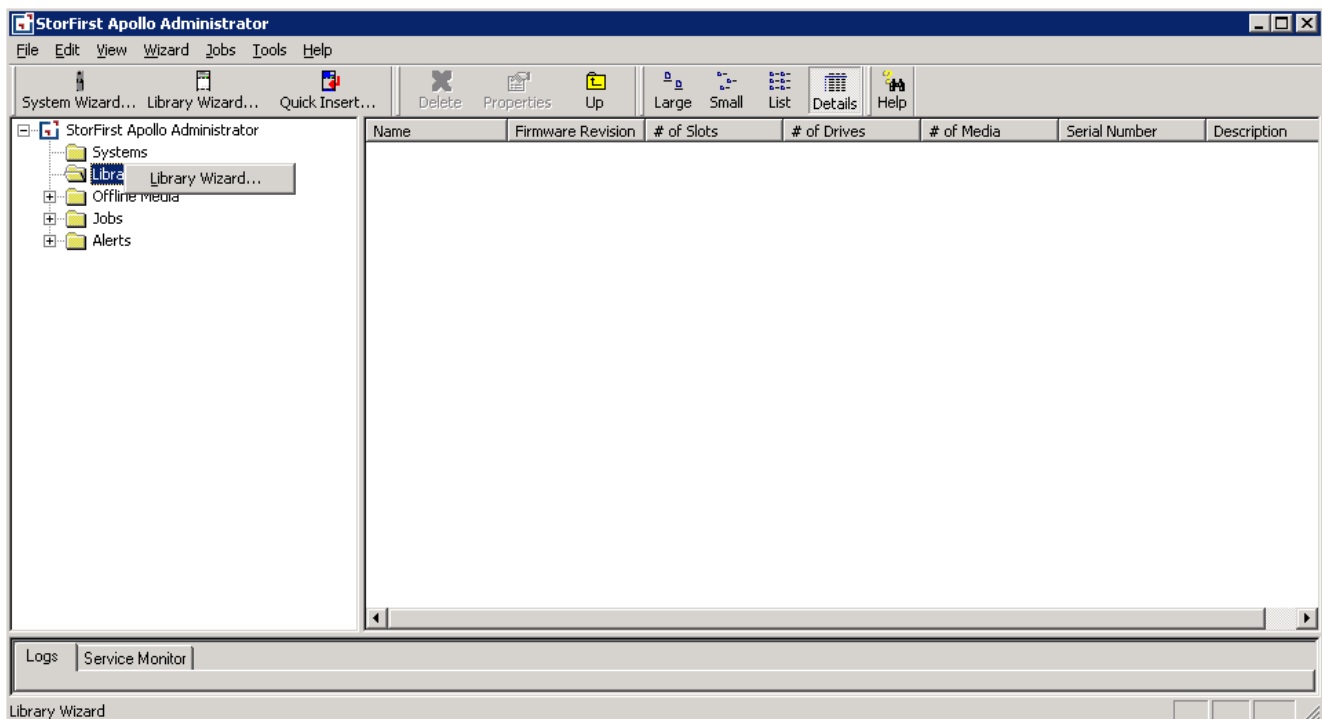 StorFirst Apollo Administrator
File Edit View Wizard Jobs Tools Help
System Wizard... Library Wizard... Quick Insert... Delete Properties Up Large Small List Details Help
StorFirst Apollo Administrator
Systems
Libra
Library Wizard...
Offline Media
Jobs
Alerts
Name Firmware Revision # of Slots # of Drives # of Media Serial Number Description
Logs Service Monitor
Library Wizard